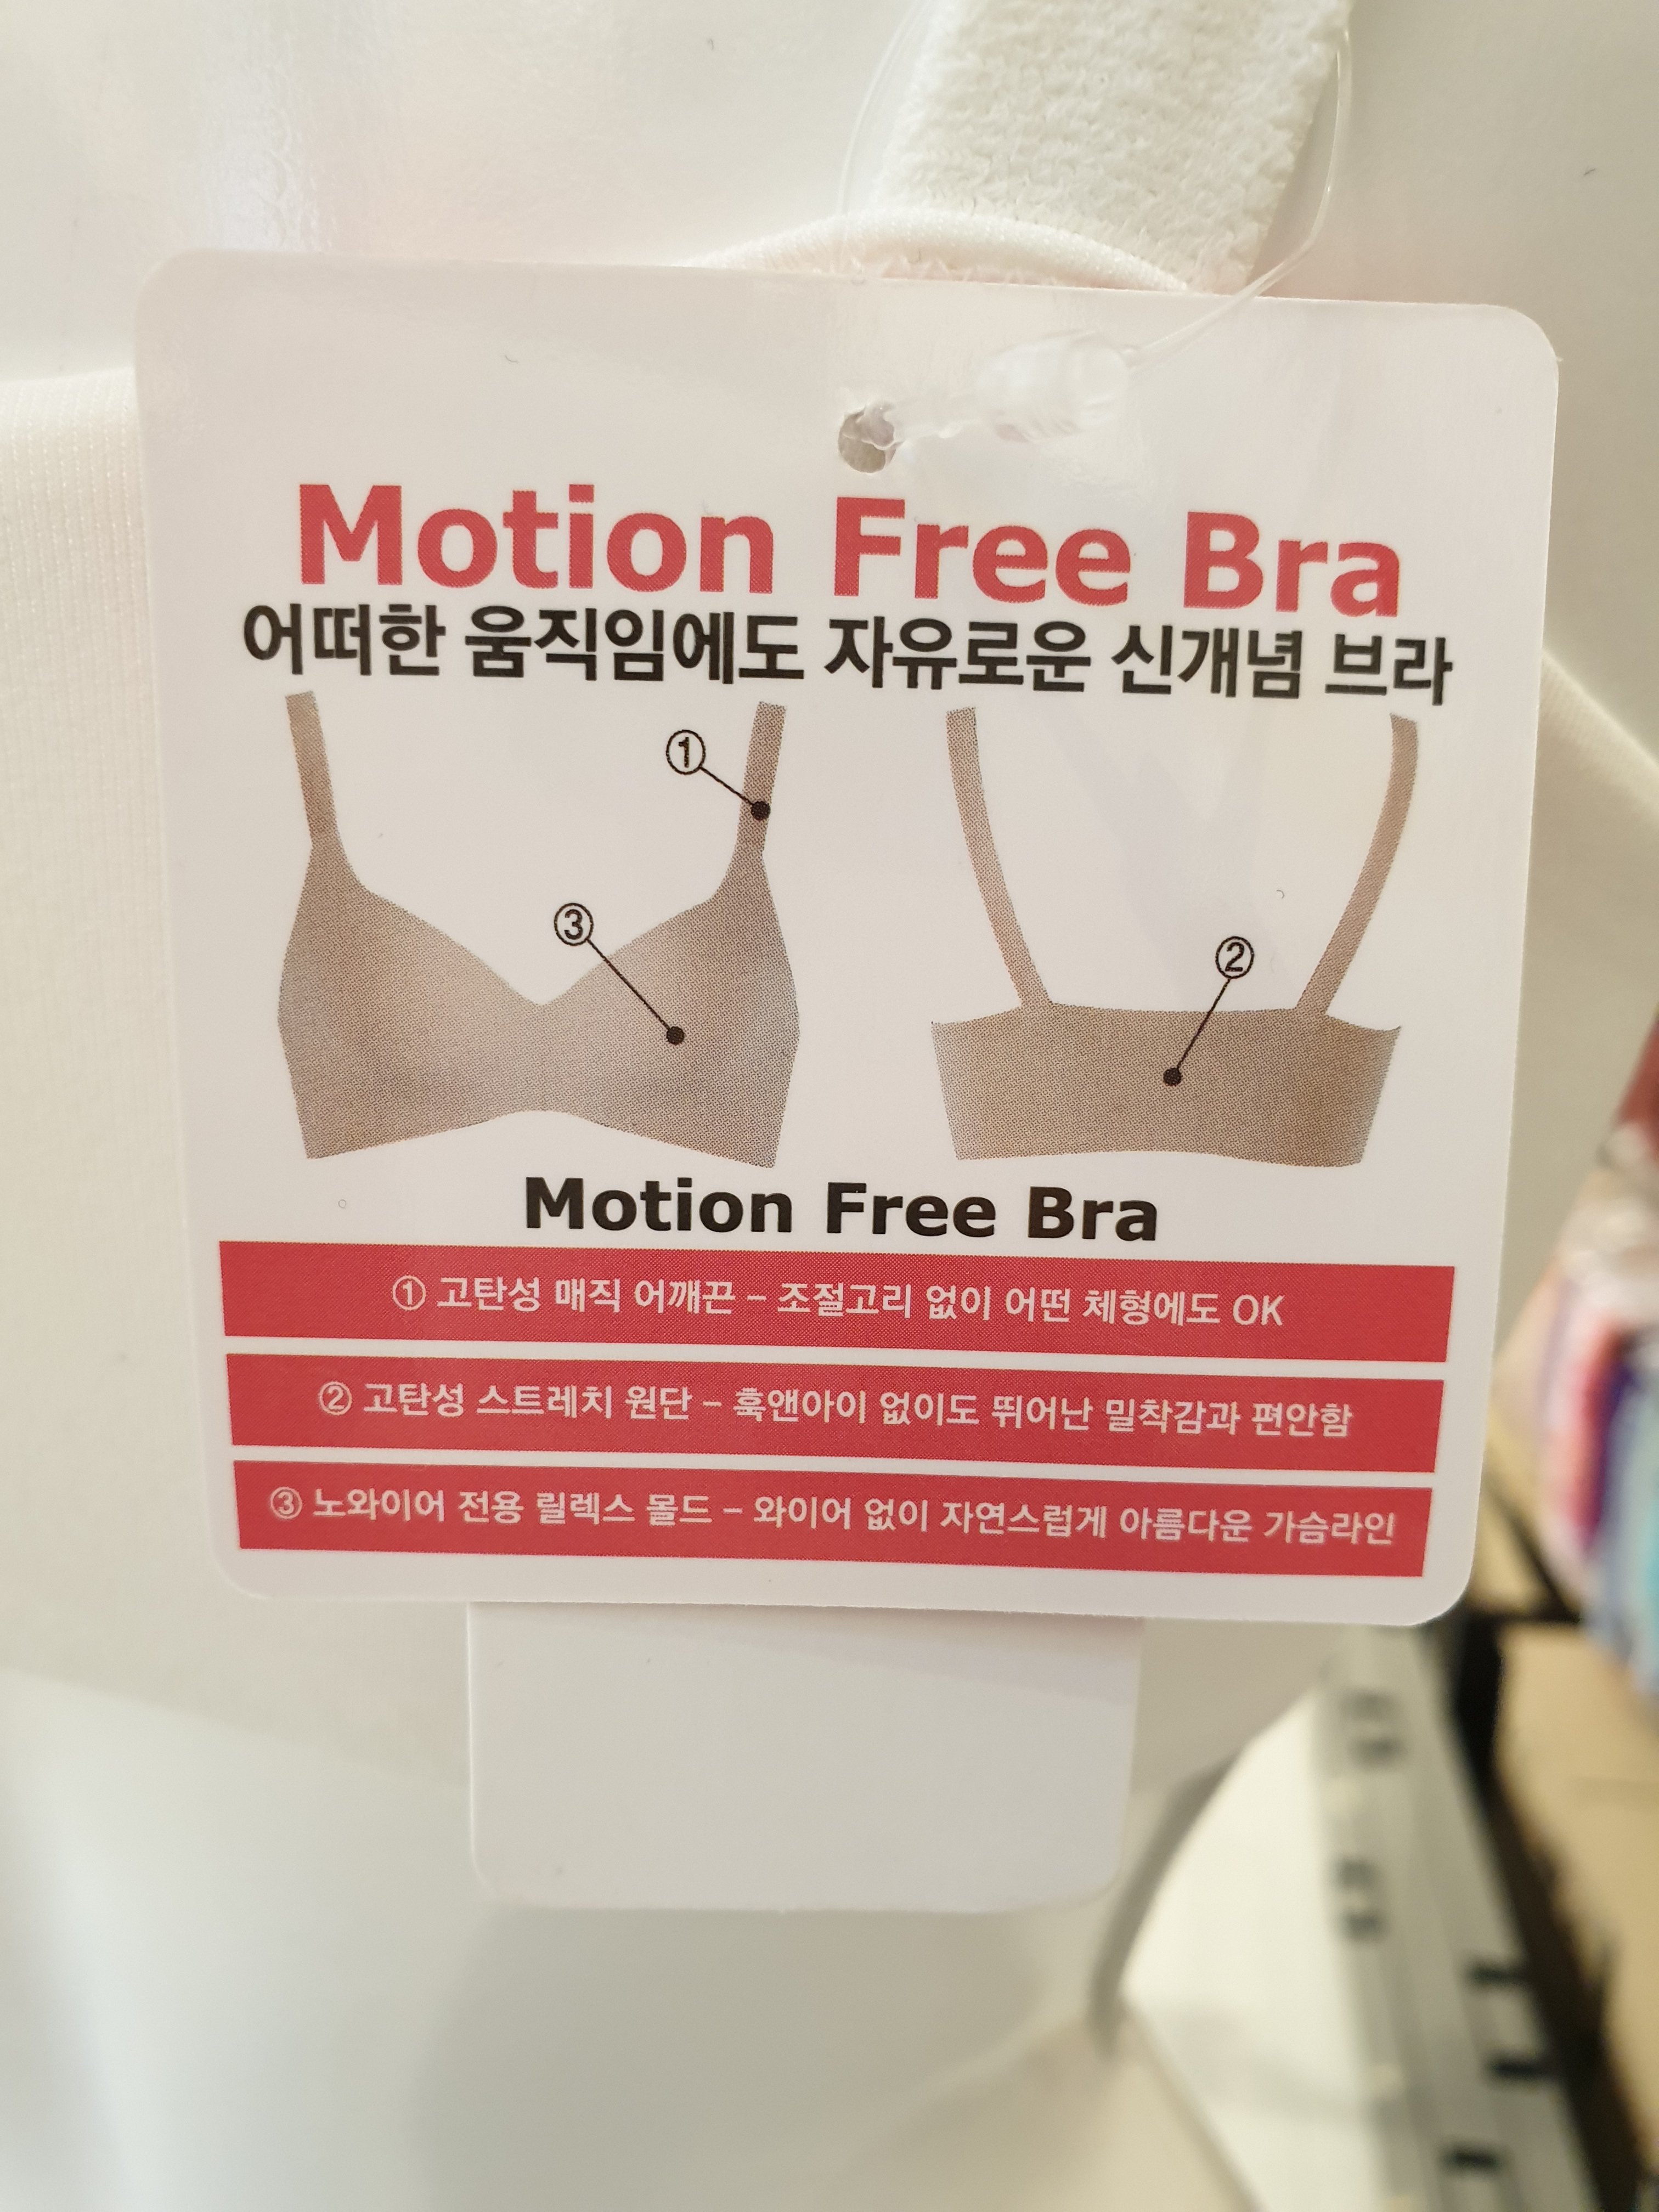 Motion Free Bra
어떠한 움직임에도 자유로운 신개념 브라
①
③
②
Motion Free Bra
① 고탄성 매직 어깨끈 – 조절고리 없이 어떤 체형에도 OK
② 고탄성 스트레치 원단 – 훅앤아이 없이도 뛰어난 밀착감과 편안함
③ 노와이어 전용 릴렉스 몰드 – 와이어 없이 자연스럽게 아름다운 가슴라인